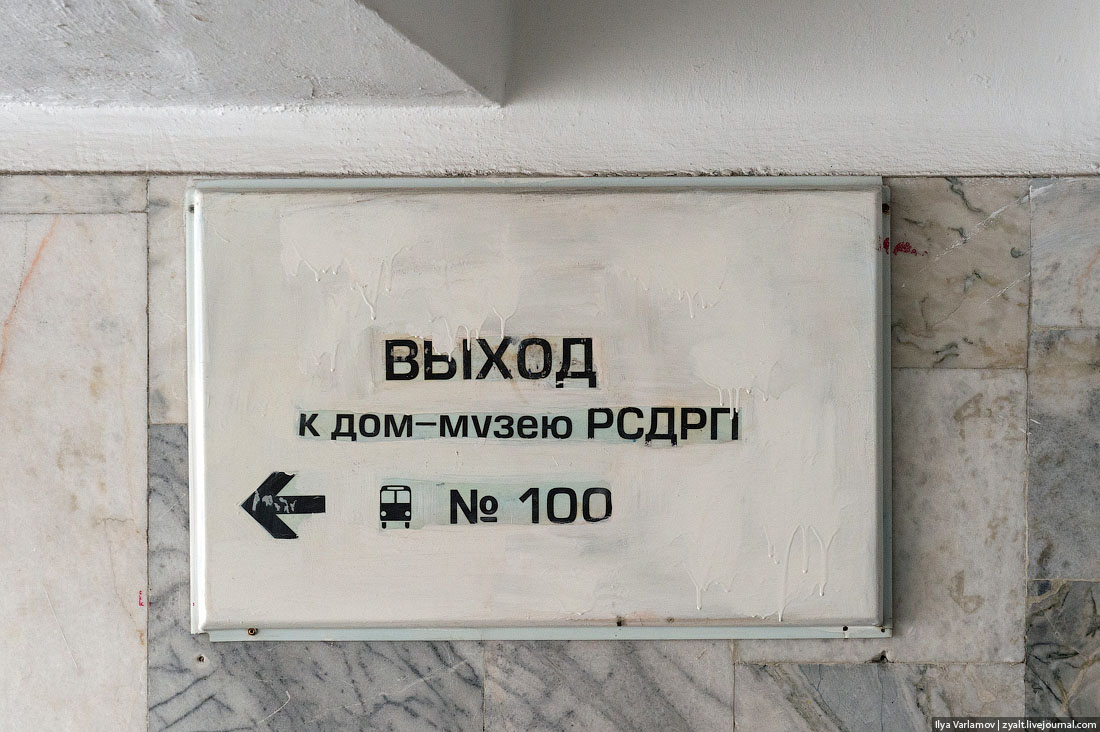 ВЫХОД
к дом-музею РСДРП
№ 100
Ilya Varlamov | zyalt.livejournal.com